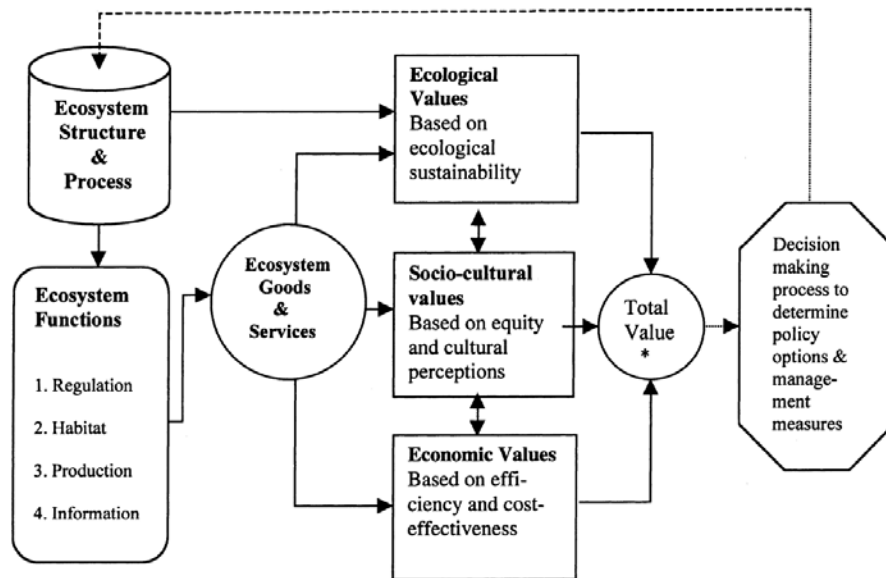 Ecosystem
Structure
&
Process
Ecosystem
Functions
1. Regulation
2. Habitat
3. Production
4. Information
Ecosystem
Goods
&
Services
Ecological
Values
Based on
ecological
sustainability
Socio-cultural
values
Based on equity
and cultural
perceptions
Economic Values
Based on effi-
ciency and cost-
effectiveness
Total
Value
*
Decision
making
process to
determine
policy
options &
manage-
ment
measures